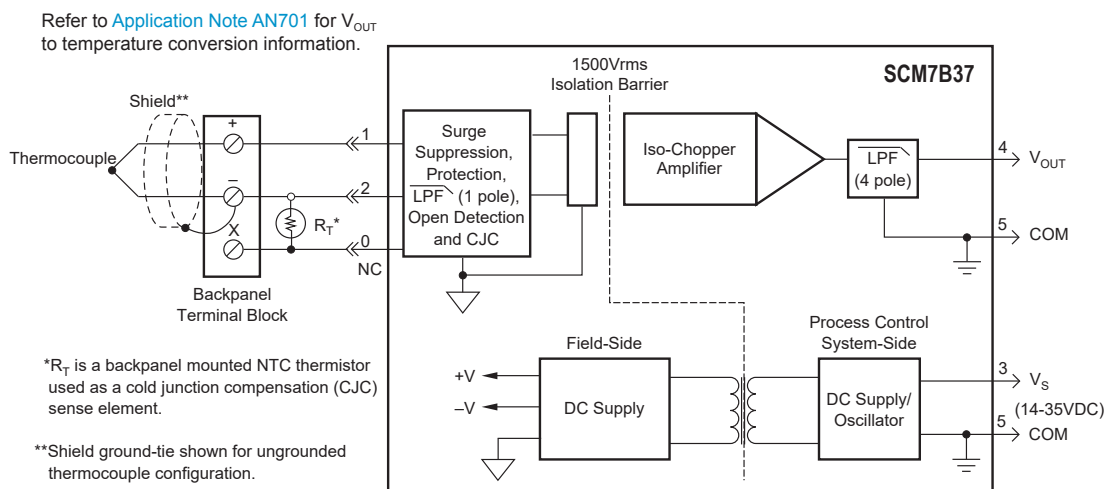 Refer to Application Note AN701 for VOUT
to temperature conversion information.
1500Vrms
Isolation Barrier
SCM7B37
Shield**
Thermocouple
+
–
X
RT*
1
2
0
NC
Backpanel
Terminal Block
Surge
Suppression,
Protection,
LPF (1 pole),
Open Detection
and CJC
Iso-Chopper
Amplifier
LPF
(4 pole)
4
VOUT
5
COM
*RT is a backpanel mounted NTC thermistor
used as a cold junction compensation (CJC)
sense element.
**Shield ground-tie shown for ungrounded
thermocouple configuration.
Field-Side
+V
–V
DC Supply
Process Control
System-Side
DC Supply/
Oscillator
3
VS
(14-35VDC)
5
COM